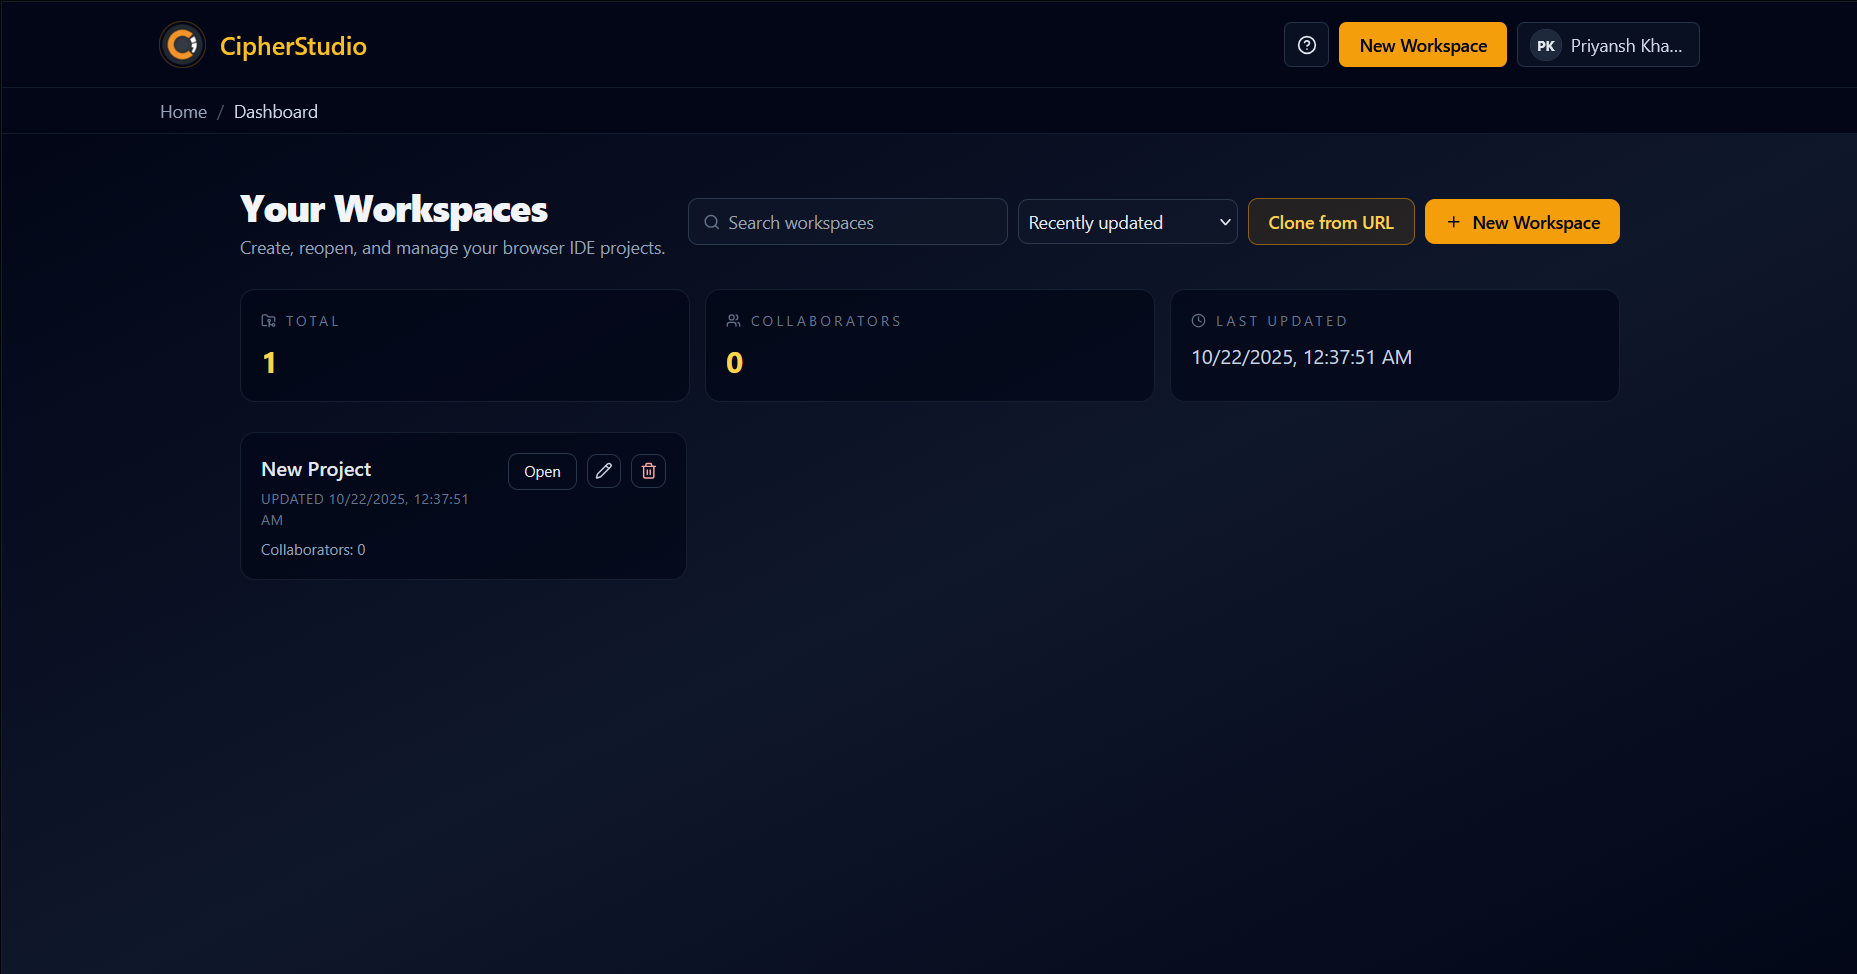 CipherStudio
New Workspace
PK Priyansh Kha...
Home / Dashboard
Your Workspaces
Create, reopen, and manage your browser IDE projects.
Search workspaces
Recently updated
Clone from URL
+ New Workspace
TOTAL
1
COLLABORATORS
0
LAST UPDATED
10/22/2025, 12:37:51 AM
New Project
Open
UPDATED 10/22/2025, 12:37:51
AM
Collaborators: 0